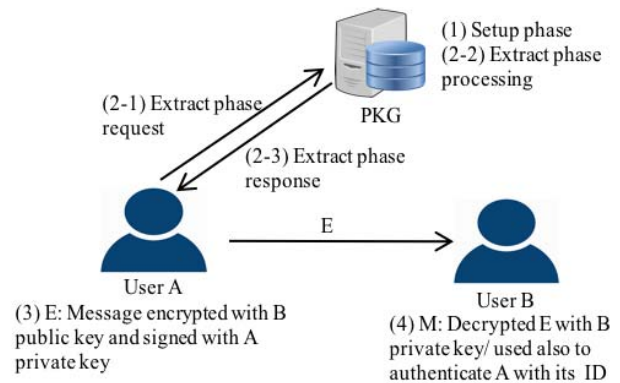 (1) Setup phase
(2-2) Extract phase
processing
PKG
(2-1) Extract phase
request
(2-3) Extract phase
response
E
User A
User B
(3) E: Message encrypted with B
public key and signed with A
private key
(4) M: Decrypted E with B
private key/ used also to
authenticate A with its ID